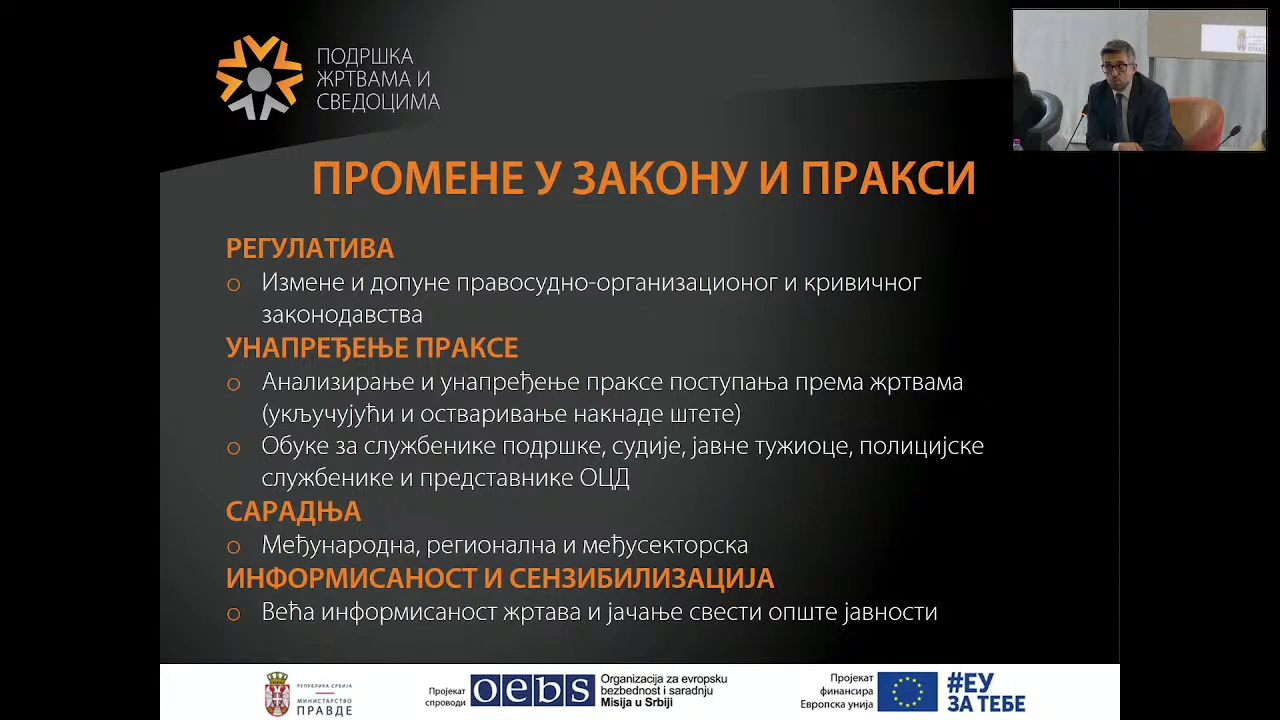 ПОДРШКА
ЖРТВАМА И
СВЕДОЦИМА
ПРАВДЕ
ПРОМЕНЕ У ЗАКОНУ И ПРАКСИ
РЕГУЛАТИВА
o Измене и допуне правосудно-организационог и кривичног
законодавства
УНАПРЕЂЕЊЕ ПРАКСЕ
o Анализирање и унапређење праксе поступања према жртвама
(укључујући и остваривање накнаде штете)
o Обуке за службенике подршке, судије, јавне тужиоце, полицијске
службенике и представнике ОЦД
САРАДЊА
o Међународна, регионална и међусекторска
ИНФОРМИСАНОСТ И СЕНЗИБИЛИЗАЦИЈА
o Већа информисаност жртава и јачање свести опште јавности
РЕПУБЛИКА СРБИЈА
МИНИСТАРСТВО
ПРАВДЕ
Пројекат
спроводи
oebs
Organizacija za evropsku
bezbednost i saradnju
Misija u Srbiji
Пројекат
финансира
Европска унија
#ЕУ
ЗА ТЕБЕ